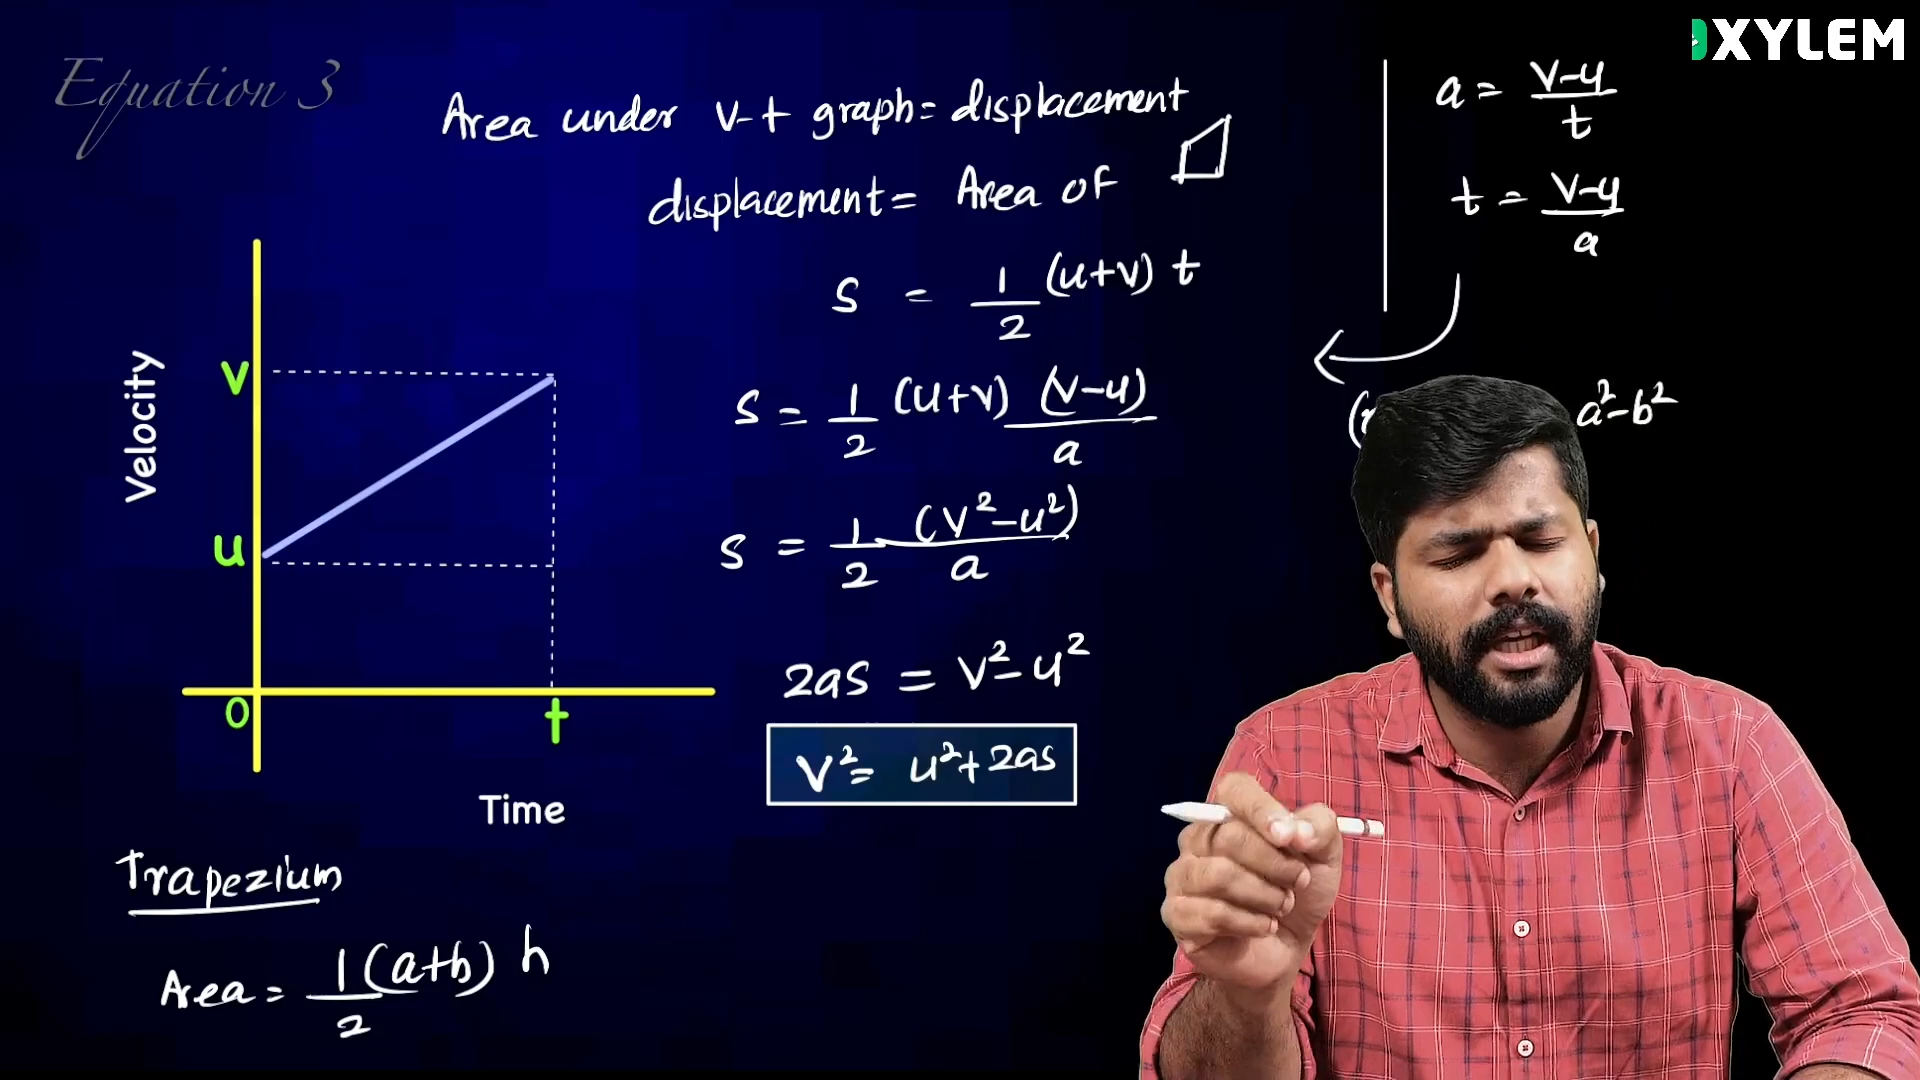 XYLEM
Equation 3
Area under v-t graph = displacement
displacement = Area of
S = 1/2 (u+v) t
S = 1/2 (u+v) (v-u)/a
S = 1/2 (v²-u²)/a
2as = v²-u²
v² = u²+2as
a = v-u/t
t = v-u/a
a²-b²
Velocity
v
u
0
t
Time
Trapezium
Area = 1/2 (a+b) h